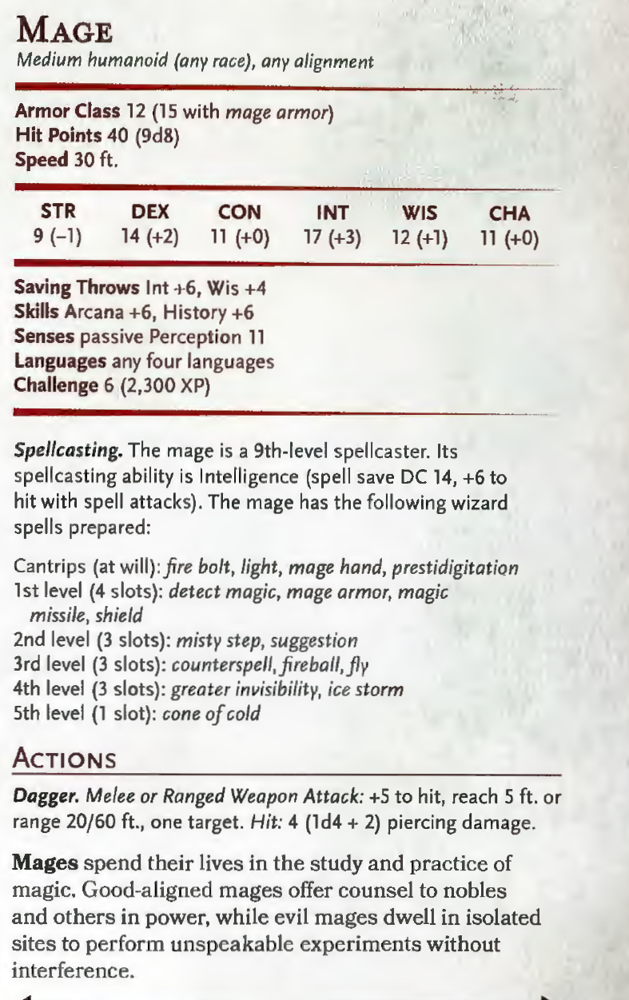 MAGE
Medium humanoid (any race), any alignment
Armor Class 12 (15 with mage armor)
Hit Points 40 (9d8)
Speed 30 ft.
STR DEX CON INT WIS CHA
9 (–1) 14 (+2) 11 (+0) 17 (+3) 12 (+1) 11 (+0)
Saving Throws Int +6, Wis +4
Skills Arcana +6, History +6
Senses passive Perception 11
Languages any four languages
Challenge 6 (2,300 XP)
Spellcasting. The mage is a 9th-level spellcaster. Its
spellcasting ability is Intelligence (spell save DC 14, +6 to
hit with spell attacks). The mage has the following wizard
spells prepared:
Cantrips (at will): fire bolt, light, mage hand, prestidigitation
1st level (4 slots): detect magic, mage armor, magic
missile, shield
2nd level (3 slots): misty step, suggestion
3rd level (3 slots): counterspell, fireball, fly
4th level (3 slots): greater invisibility, ice storm
5th level (1 slot): cone of cold
ACTIONS
Dagger. Melee or Ranged Weapon Attack: +5 to hit, reach 5 ft. or
range 20/60 ft., one target. Hit: 4 (1d4 + 2) piercing damage.
Mages spend their lives in the study and practice of
magic. Good-aligned mages offer counsel to nobles
and others in power, while evil mages dwell in isolated
sites to perform unspeakable experiments without
interference.